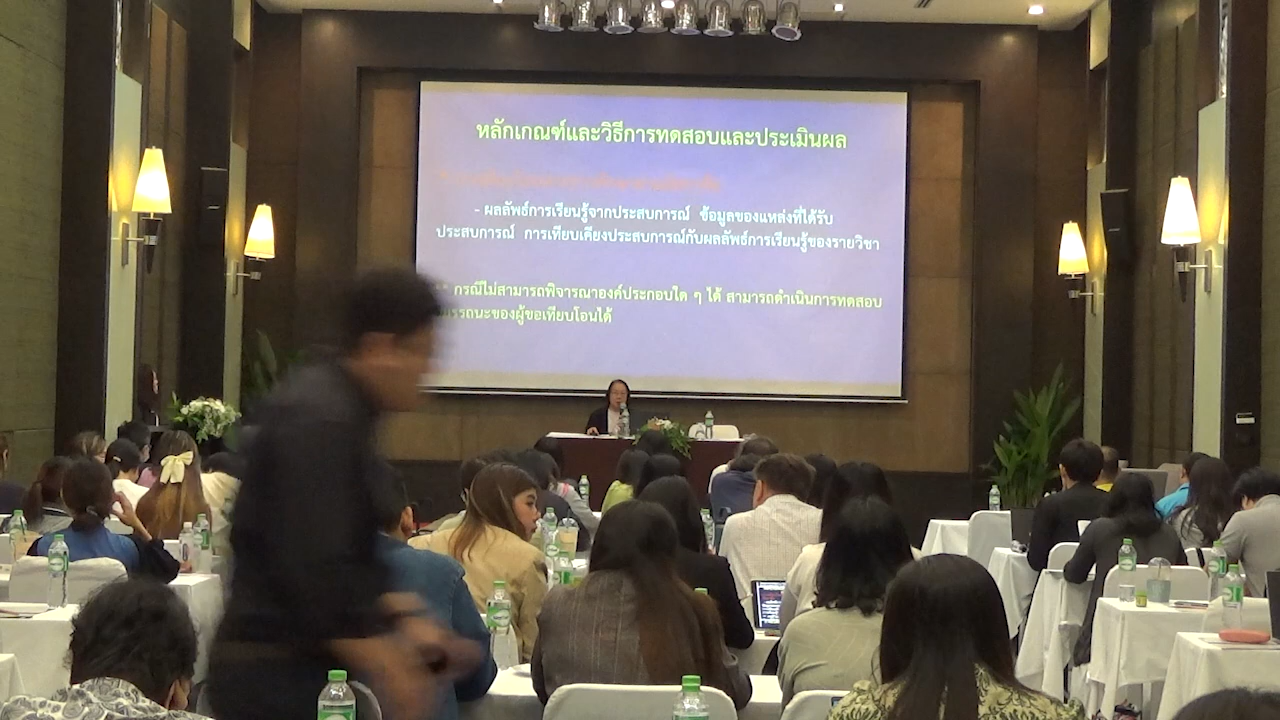 หลักเกณฑ์และวิธีการทดสอบและประเมินผล
- ผลลัพธ์การเรียนรู้จากประสบการณ์ ข้อมูลของแหล่งที่ได้รับ
ประสบการณ์ การเทียบเคียงประสบการณ์กับผลลัพธ์การเรียนรู้ของรายวิชา
กรณีไม่สามารถพิจารณาองค์ประกอบใด ๆ ได้ สามารถดำเนินการทดสอบ
ของผู้ขอเทียบโอนได้